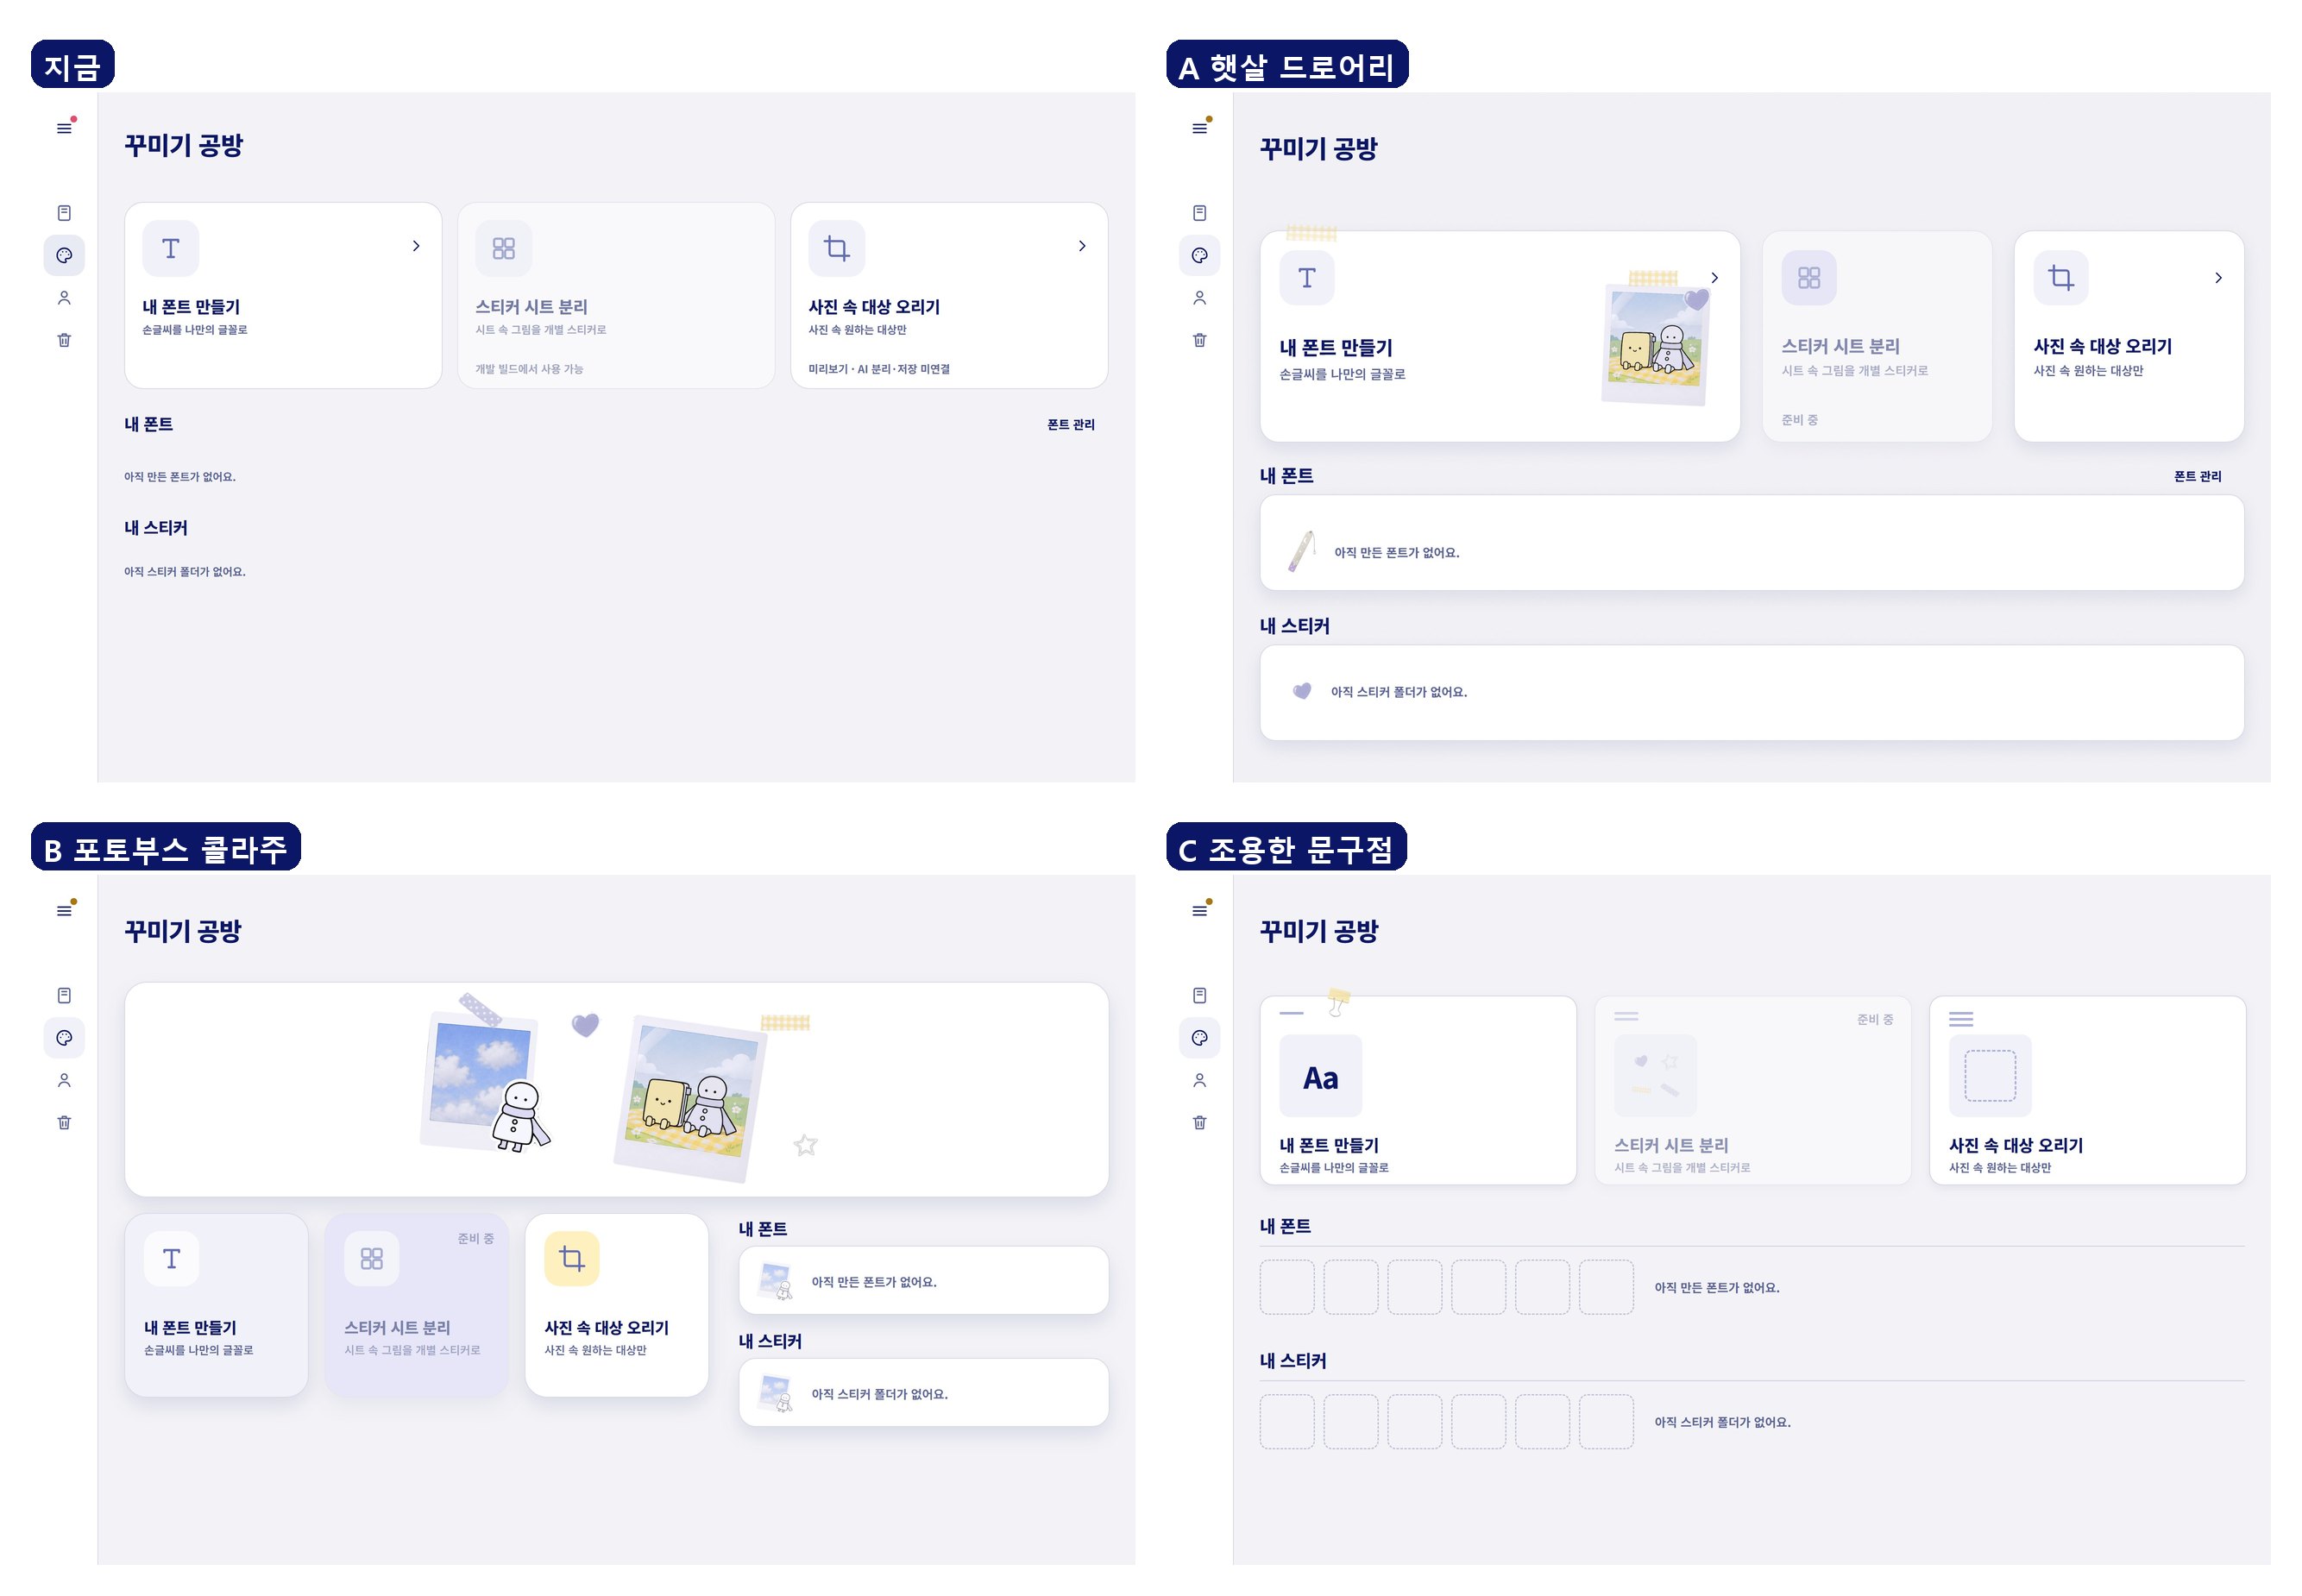 지금
꾸미기 공방
T
내 폰트 만들기
손글씨를 나만의 글꼴로
스티커 시트 분리
시트 속 그림을 개별 스티커로
개발 빌드에서 사용 가능
사진 속 대상 오리기
사진 속 원하는 대상만
미리보기 · AI 분리·저장 미연결
내 폰트
폰트 관리
아직 만든 폰트가 없어요.
내 스티커
아직 스티커 폴더가 없어요.
A 햇살 드로어리
꾸미기 공방
T
내 폰트 만들기
손글씨를 나만의 글꼴로
스티커 시트 분리
시트 속 그림을 개별 스티커로
준비 중
사진 속 대상 오리기
사진 속 원하는 대상만
내 폰트
폰트 관리
아직 만든 폰트가 없어요.
내 스티커
아직 스티커 폴더가 없어요.
B 포토부스 콜라주
꾸미기 공방
T
내 폰트 만들기
손글씨를 나만의 글꼴로
준비 중
스티커 시트 분리
시트 속 그림을 개별 스티커로
사진 속 대상 오리기
사진 속 원하는 대상만
내 폰트
아직 만든 폰트가 없어요.
내 스티커
아직 스티커 폴더가 없어요.
C 조용한 문구점
꾸미기 공방
Aa
내 폰트 만들기
손글씨를 나만의 글꼴로
준비 중
스티커 시트 분리
시트 속 그림을 개별 스티커로
사진 속 대상 오리기
사진 속 원하는 대상만
내 폰트
아직 만든 폰트가 없어요.
내 스티커
아직 스티커 폴더가 없어요.